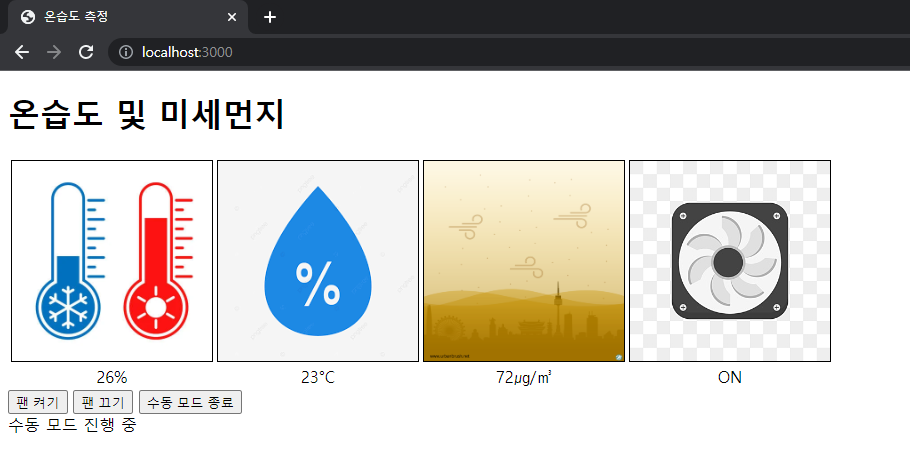 온습도 측정
localhost:3000
온습도 및 미세먼지
%
26%
23°C
72㎍/㎥
ON
팬 켜기 팬 끄기 수동 모드 종료
수동 모드 진행 중